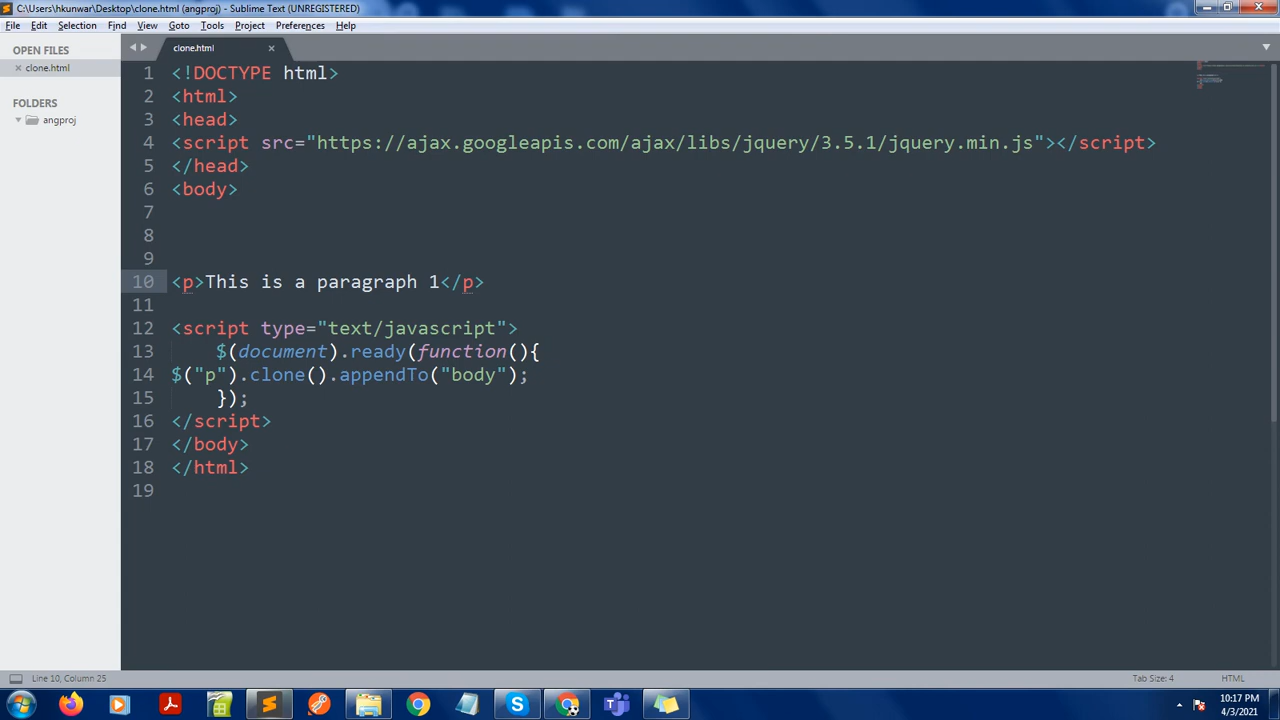 C:\Users\hkunwar\Desktop\clone.html (angproj) - Sublime Text (UNREGISTERED)
File Edit Selection Find View Goto Tools Project Preferences Help
OPEN FILES
clone.html
FOLDERS
angproj
clone.html
1 <!DOCTYPE html>
2 <html>
3 <head>
4 <script src="https://ajax.googleapis.com/ajax/libs/jquery/3.5.1/jquery.min.js"></script>
5 </head>
6 <body>
7
8
9
10 <p>This is a paragraph 1</p>
11
12 <script type="text/javascript">
13     $(document).ready(function(){
14 $("p").clone().appendTo("body");
15     });
16 </script>
17 </body>
18 </html>
19
Line 10, Column 25
Tab Size: 4
HTML
10:17 PM
4/3/2021